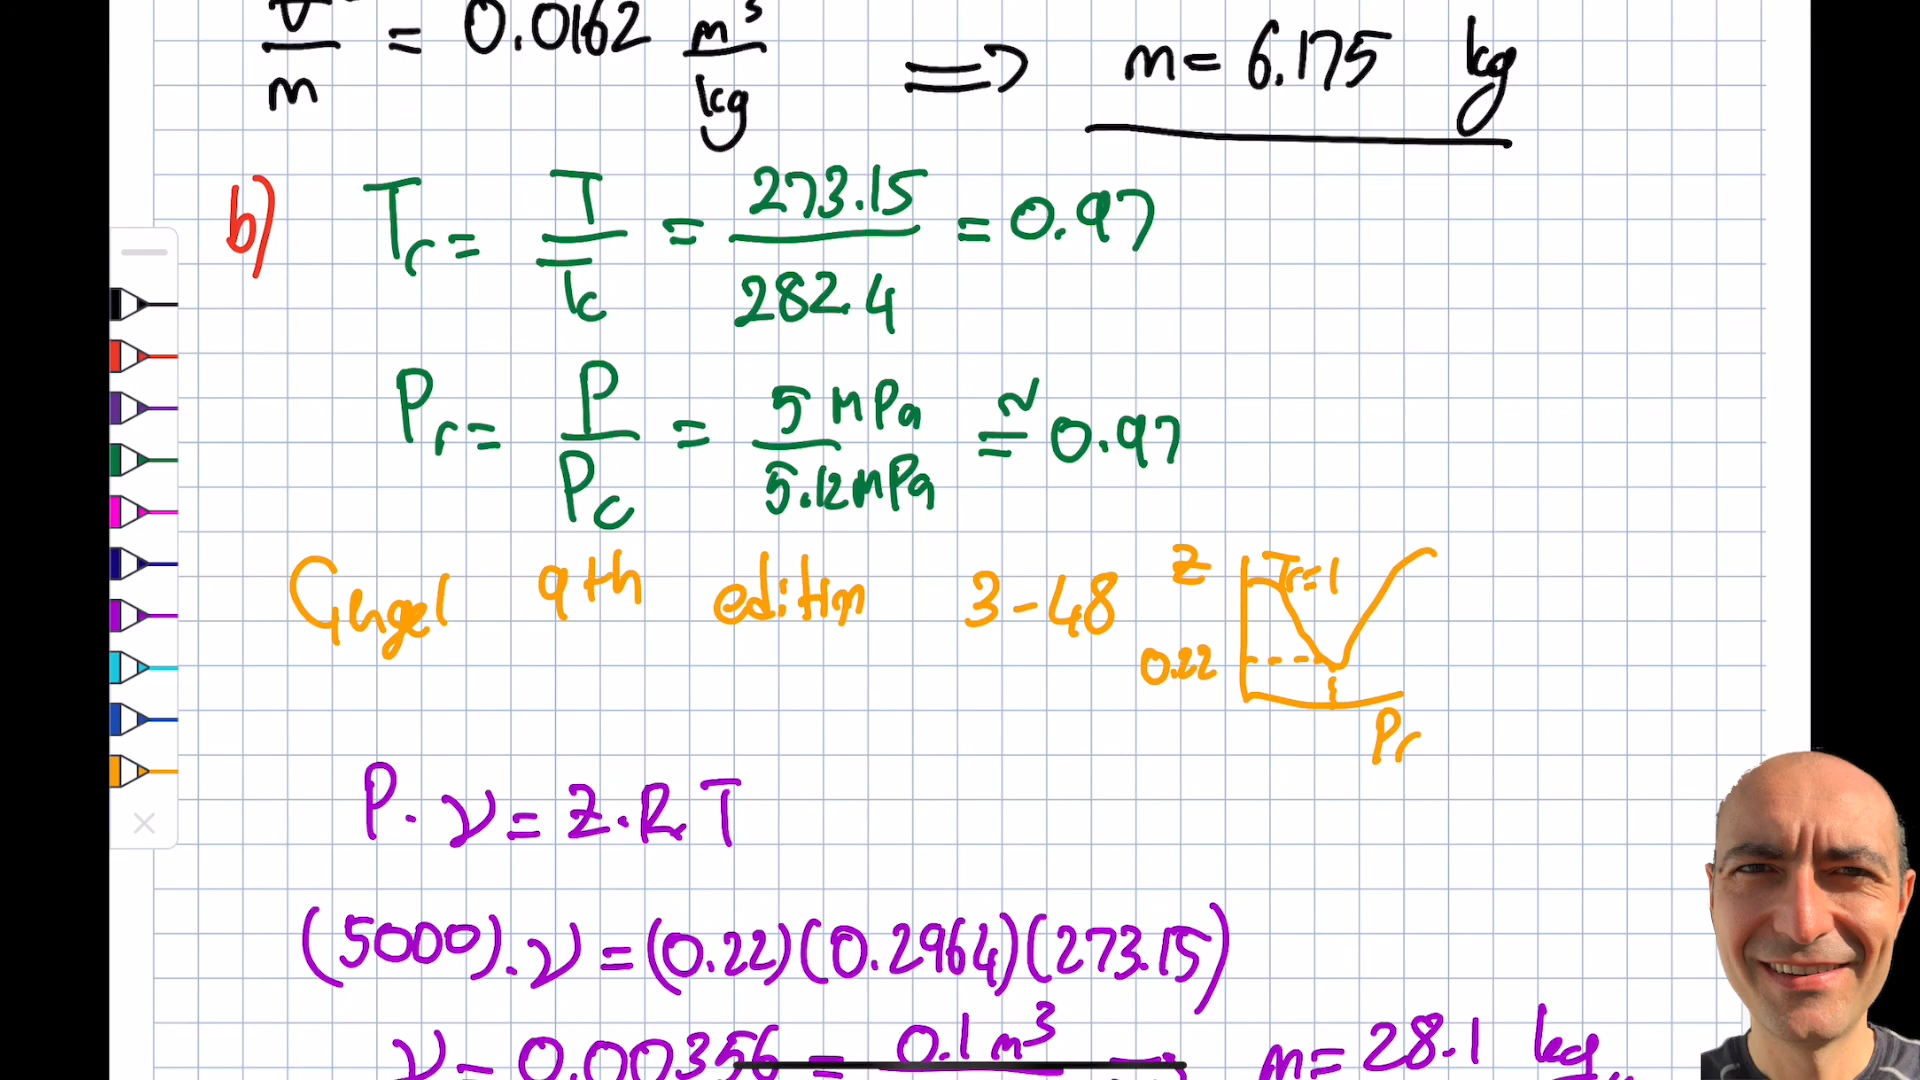 V/m = 0.0162 m³/kg ⟹ m = 6.175 kg
b) Tr = T/Tc = 273.15/282.4 = 0.97
Pr = P/Pc = 5 MPa/5.12 MPa ≅ 0.97
Cengel 9th edition 3-48
Z Tr=1
0.22
Pr
P. ν = Z.R.T
(5000).ν = (0.22)(0.2964)(273.15)
ν = 0.00356 = 0.1 m³ ⟹ m = 28.1 kg